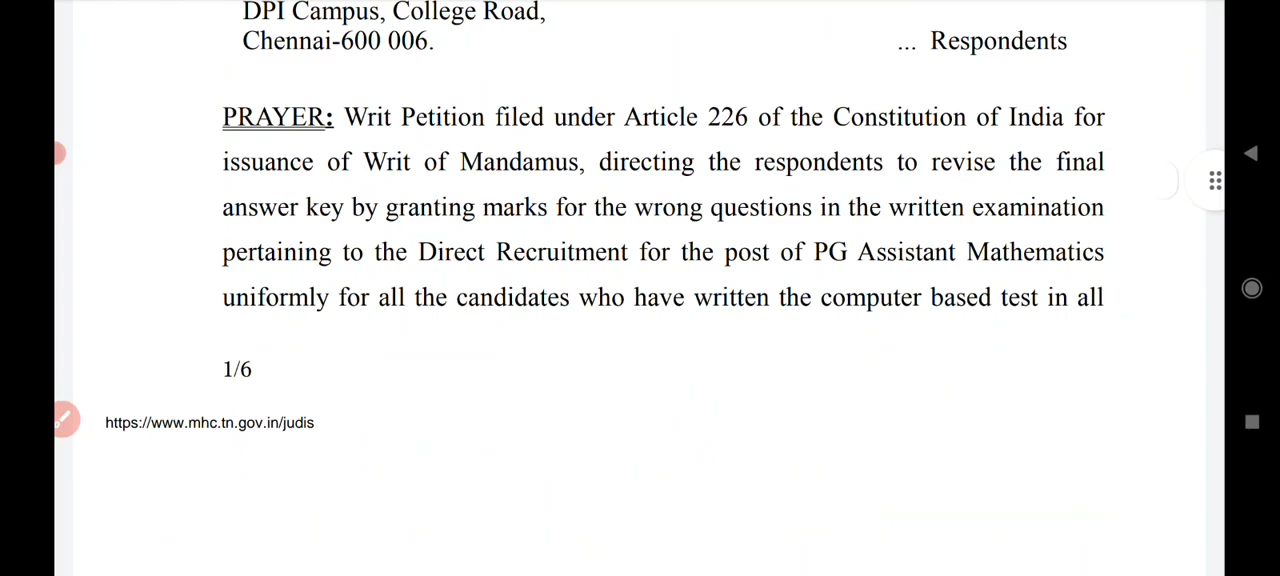 DPI Campus, College Road,
Chennai-600 006. ... Respondents
PRAYER: Writ Petition filed under Article 226 of the Constitution of India for
issuance of Writ of Mandamus, directing the respondents to revise the final
answer key by granting marks for the wrong questions in the written examination
pertaining to the Direct Recruitment for the post of PG Assistant Mathematics
uniformly for all the candidates who have written the computer based test in all
1/6
https://www.mhc.tn.gov.in/judis